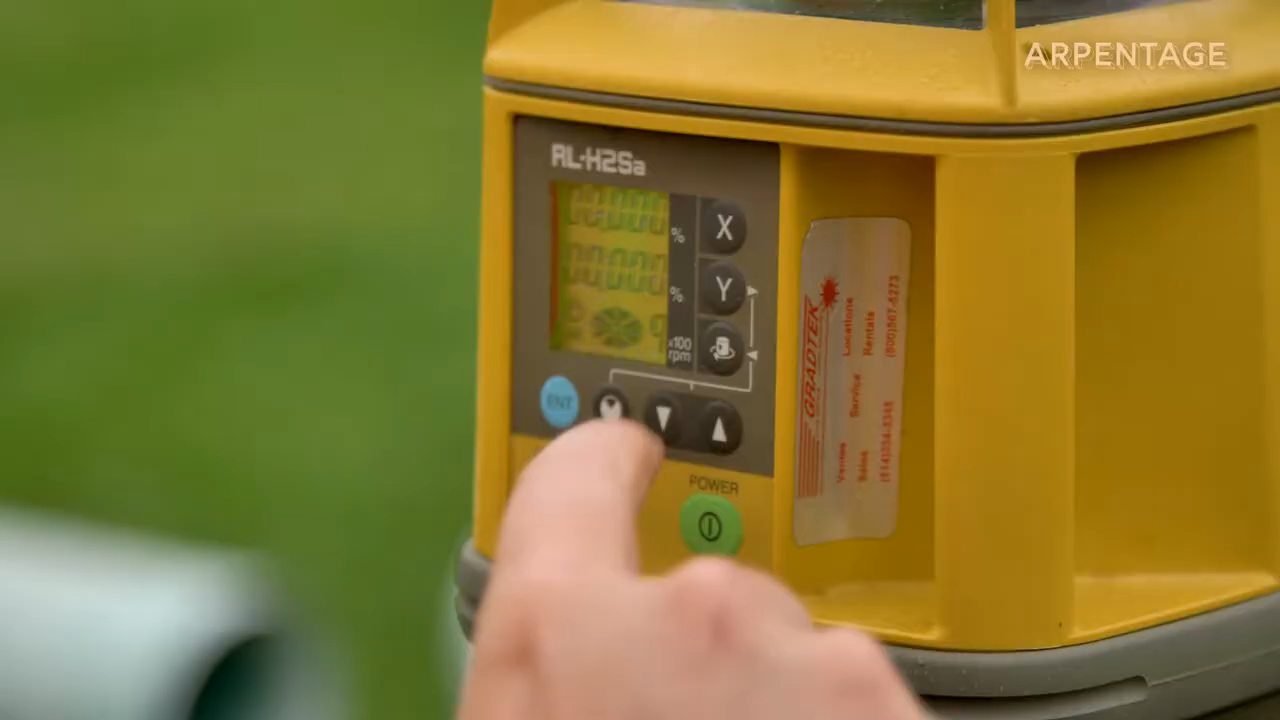 ARPENTAGE
RL-H2Sa
X
%
Y
%
x100
rpm
ENT
POWER
GRADTEK
Ventes Service Locations
Sales Rentals